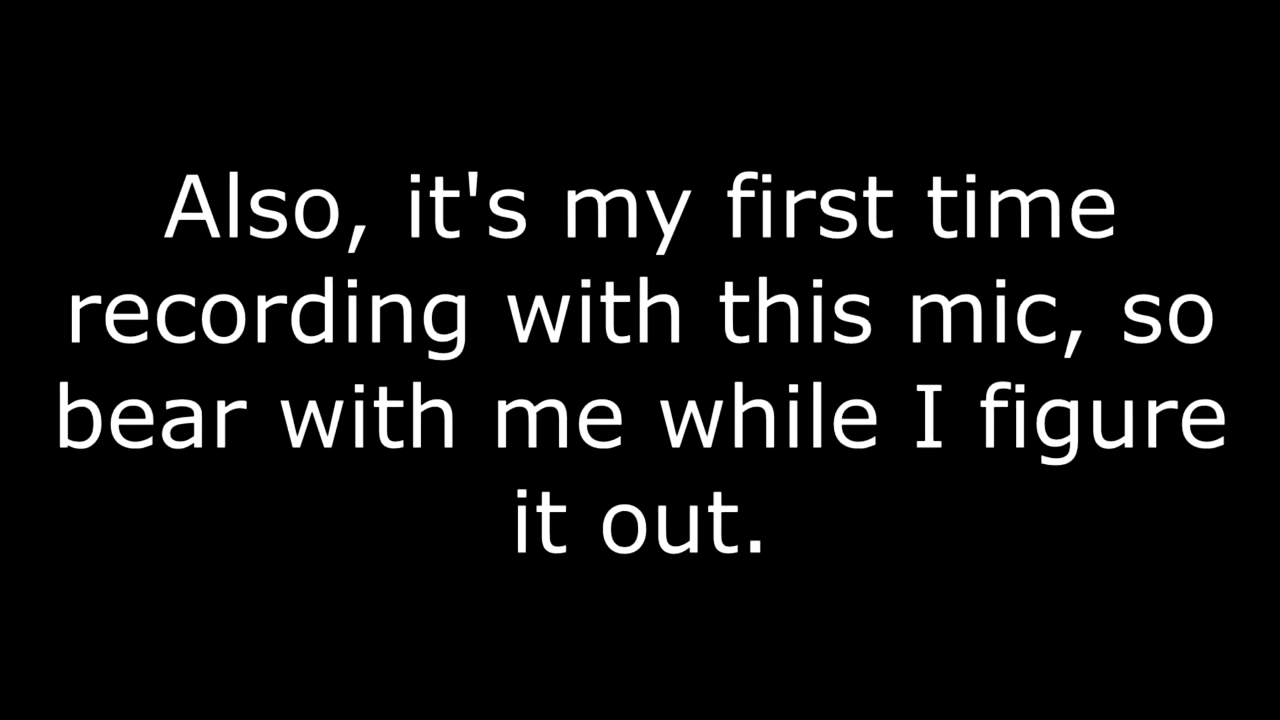 Also, it's my first time
recording with this mic, so
bear with me while I figure
it out.